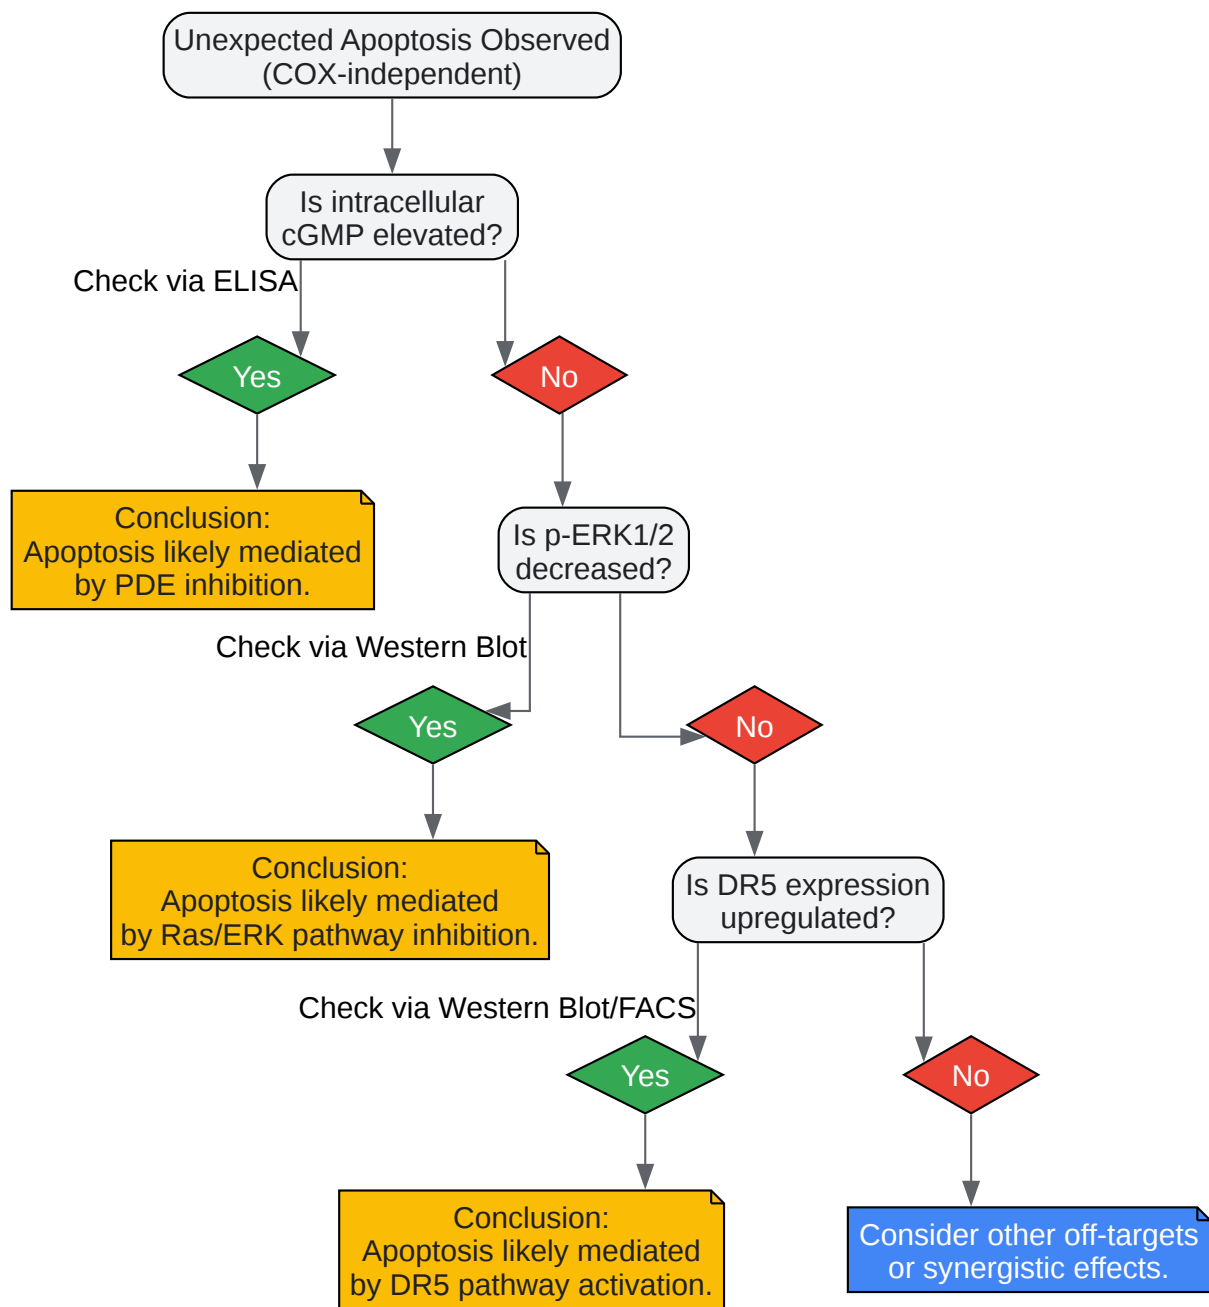 Unexpected Apoptosis Observed
(COX-independent)
Is intracellular
cGMP elevated?
Check via ELISA
Yes
No
Conclusion:
Apoptosis likely mediated
by PDE inhibition.
Is p-ERK1/2
decreased?
Check via Western Blot
Yes
No
Conclusion:
Apoptosis likely mediated
by Ras/ERK pathway inhibition.
Is DR5 expression
upregulated?
Check via Western Blot/FACS
Yes
No
Conclusion:
Apoptosis likely mediated
by DR5 pathway activation.
Consider other off-targets
or synergistic effects.